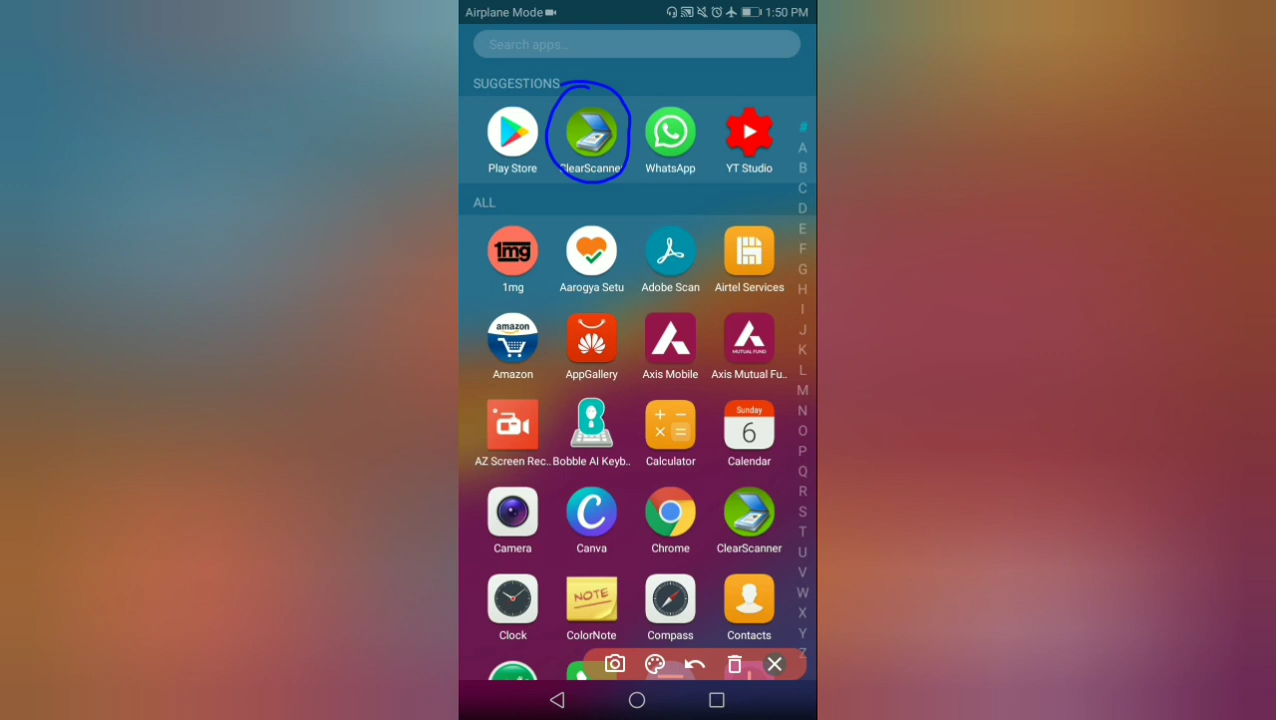 Airplane Mode 1:50 PM
Search apps...
SUGGESTIONS
Play Store ClearScanner WhatsApp YT Studio
ALL
1mg
1mg Aarogya Setu Adobe Scan Airtel Services
amazon MUTUAL FUND
Amazon AppGallery Axis Mobile Axis Mutual Fu..
Sunday
6
AZ Screen Rec.. Bobble AI Keyb.. Calculator Calendar
Camera Canva Chrome ClearScanner
NOTE
Clock ColorNote Compass Contacts
#
A
B
C
D
E
F
G
H
I
J
K
L
M
N
O
P
Q
R
S
T
U
V
W
X
Y
Z